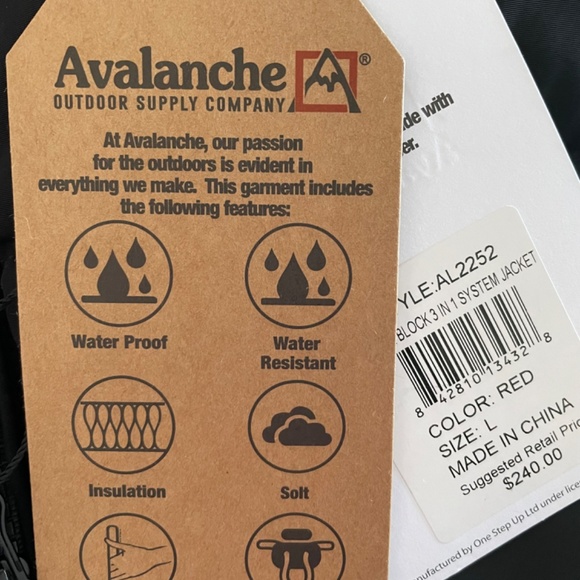 Avalanche®
OUTDOOR SUPPLY COMPANY
At Avalanche, our passion
for the outdoors is evident in
everything we make. This garment includes
the following features:
Water Proof
Water
Resistant
Insulation
Solt
de with
er.
YLE:AL2252
BLOCK 3 IN 1 SYSTEM JACKET
8 42810 13432 8
COLOR: RED
SIZE: L
MADE IN CHINA
Suggested Retail Pric
$240.00
nufactured by One Step Up Ltd under lice